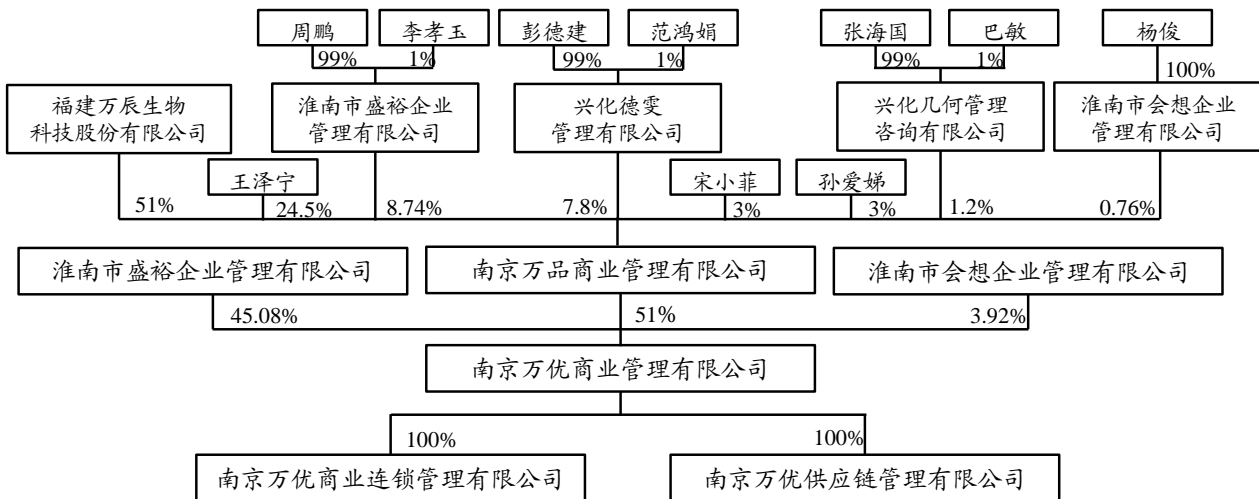 周鹏 李孝玉 彭德建 范鸿娟 张海国 巴敏 杨俊
99% 1% 99% 1% 99% 1% 100%
福建万辰生物
科技股份有限公司
淮南市盛裕企业
管理有限公司
兴化德雯
管理有限公司
兴化几何管理
咨询有限公司
淮南市会想企业
管理有限公司
王泽宁 宋小菲 孙爱娣
51% 24.5% 8.74% 7.8% 3% 3% 1.2% 0.76%
淮南市盛裕企业管理有限公司 南京万品商业管理有限公司 淮南市会想企业管理有限公司
45.08% 51% 3.92%
南京万优商业管理有限公司
100% 100%
南京万优商业连锁管理有限公司 南京万优供应链管理有限公司